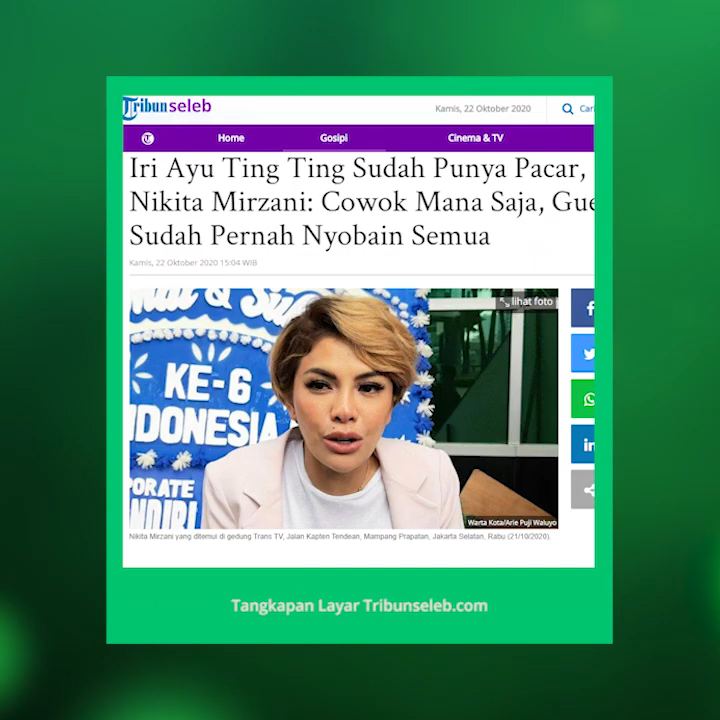 Tribunseleb
Kamis, 22 Oktober 2020
Cari
Home
Gosipi
Cinema & TV
Iri Ayu Ting Ting Sudah Punya Pacar,
Nikita Mirzani: Cowok Mana Saja, Gue
Sudah Pernah Nyobain Semua
Kamis, 22 Oktober 2020 15:04 WIB
lihat foto
KE-6
INDONESIA
PORATE
Warta Kota/Arie Puji Waluyo
Nikita Mirzani yang ditemui di gedung Trans TV, Jalan Kapten Tendean, Mampang Prapatan, Jakarta Selatan, Rabu (21/10/2020).
Tangkapan Layar Tribunseleb.com